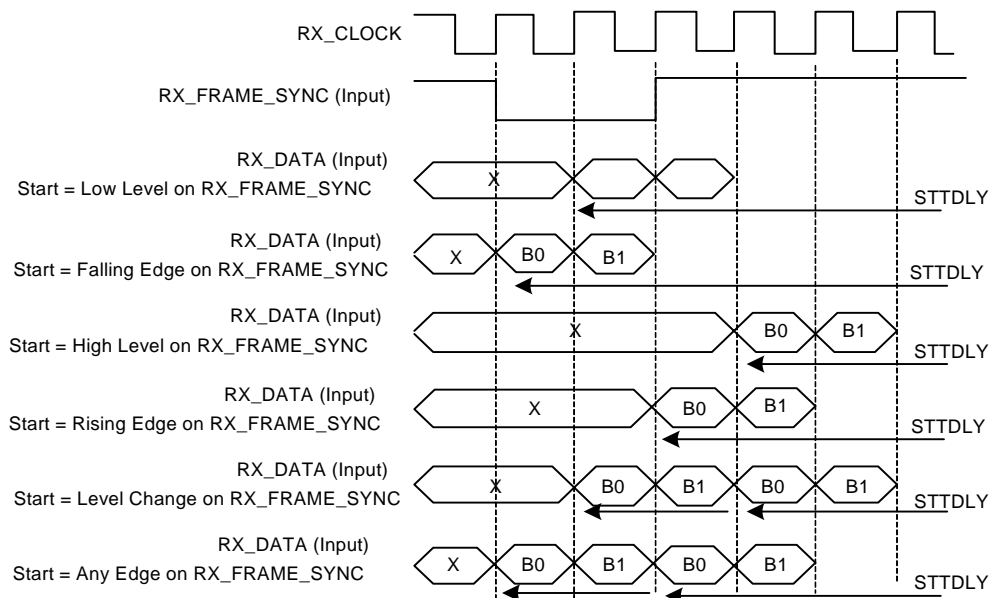 RX_CLOCK
RX_FRAME_SYNC (Input)
RX_DATA (Input)
Start = Low Level on RX_FRAME_SYNC
X
STTDLY
RX_DATA (Input)
Start = Falling Edge on RX_FRAME_SYNC
X B0 B1
STTDLY
RX_DATA (Input)
Start = High Level on RX_FRAME_SYNC
X B0 B1
STTDLY
RX_DATA (Input)
Start = Rising Edge on RX_FRAME_SYNC
X B0 B1
STTDLY
RX_DATA (Input)
Start = Level Change on RX_FRAME_SYNC
X B0 B1 B0 B1
STTDLY
RX_DATA (Input)
Start = Any Edge on RX_FRAME_SYNC
X B0 B1 B0 B1
STTDLY